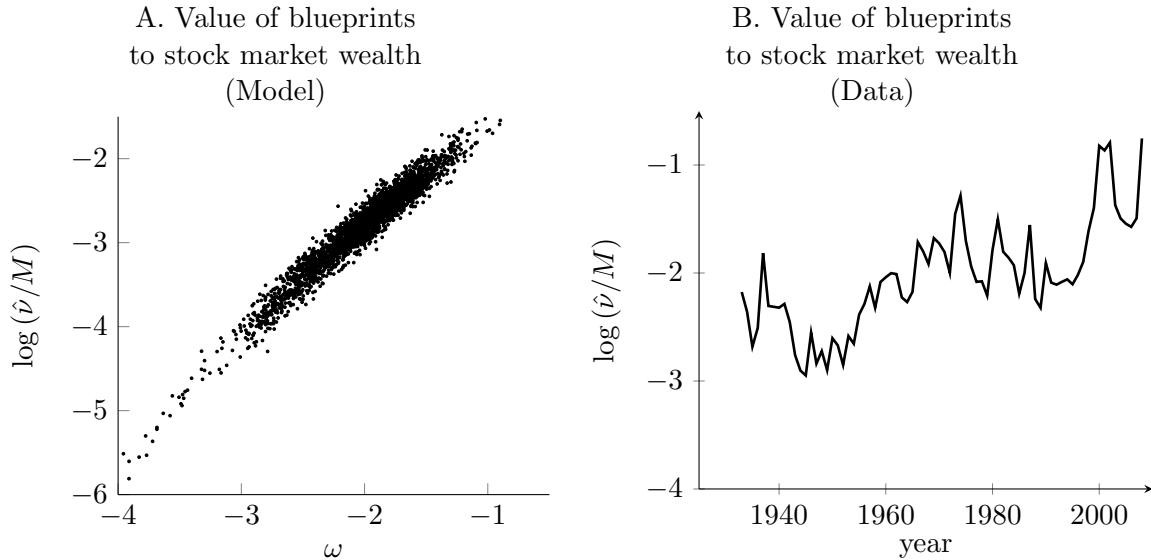 A. Value of blueprints
to stock market wealth
(Model)
−2
−3
−4
−5
−6
−4 −3 −2 −1
ω
log (ν̂/M)
B. Value of blueprints
to stock market wealth
(Data)
−1
−2
−3
−4
1940 1960 1980 2000
year
log (ν̂/M)